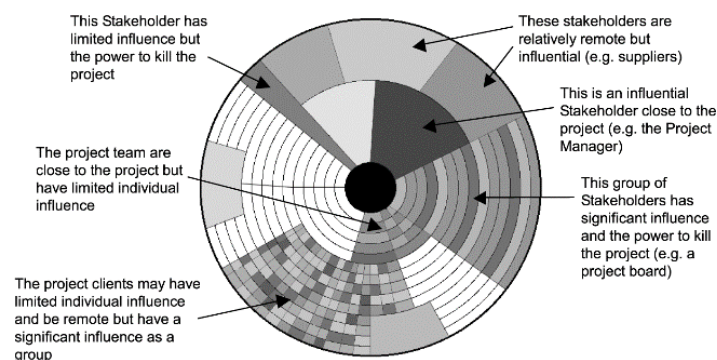 This Stakeholder has
limited influence but
the power to kill the
project
These stakeholders are
relatively remote but
influential (e.g. suppliers)
This is an influential
Stakeholder close to the
project (e.g. the Project
Manager)
The project team are
close to the project but
have limited individual
influence
This group of
Stakeholders has
significant influence
and the power to kill
the project (e.g. a
project board)
The project clients may have
limited individual influence
and be remote but have a
significant influence as a
group